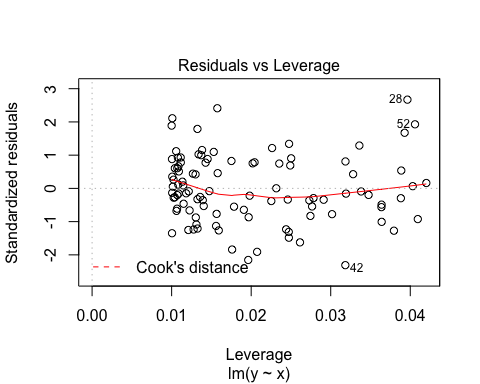 Residuals vs Leverage
Standardized residuals
3
2
1
0
-1
-2
28
52
42
Cook's distance
0.00 0.01 0.02 0.03 0.04
Leverage
lm(y ~ x)